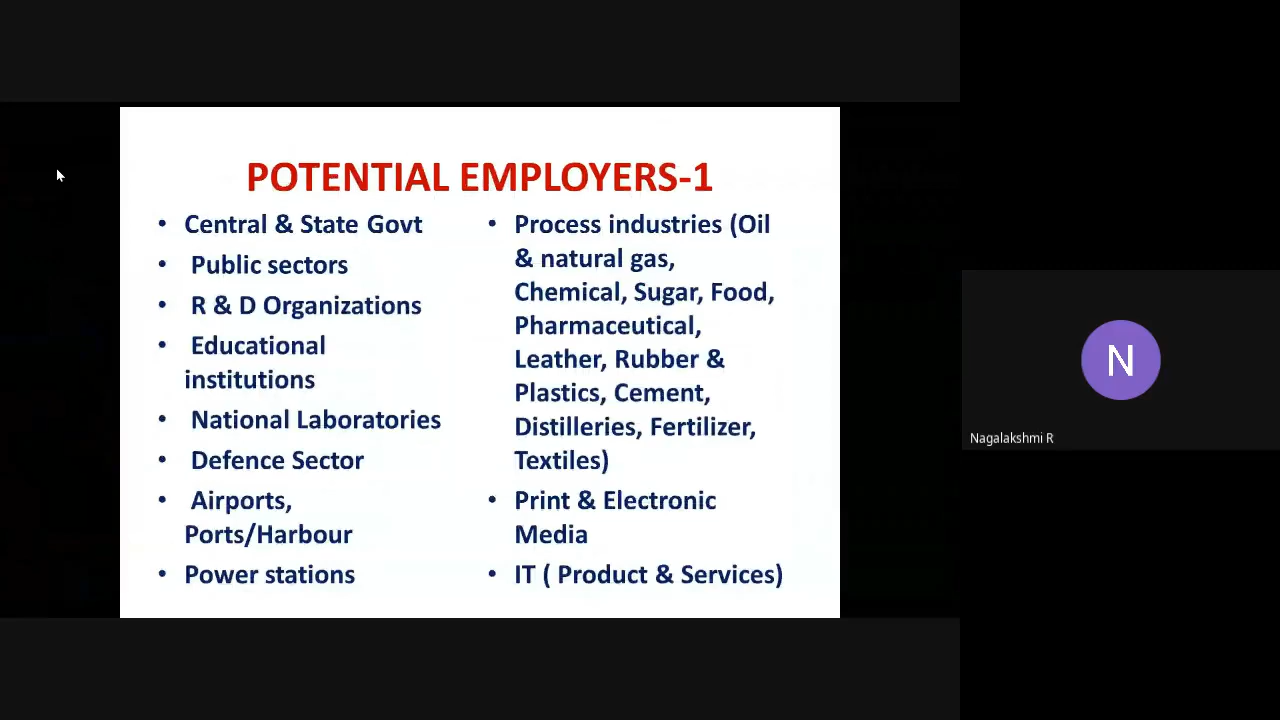 POTENTIAL EMPLOYERS-1
• Central & State Govt
• Public sectors
• R & D Organizations
• Educational
institutions
• National Laboratories
• Defence Sector
• Airports,
Ports/Harbour
• Power stations
• Process industries (Oil
& natural gas,
Chemical, Sugar, Food,
Pharmaceutical,
Leather, Rubber &
Plastics, Cement,
Distilleries, Fertilizer,
Textiles)
• Print & Electronic
Media
• IT ( Product & Services)
N
Nagalakshmi R